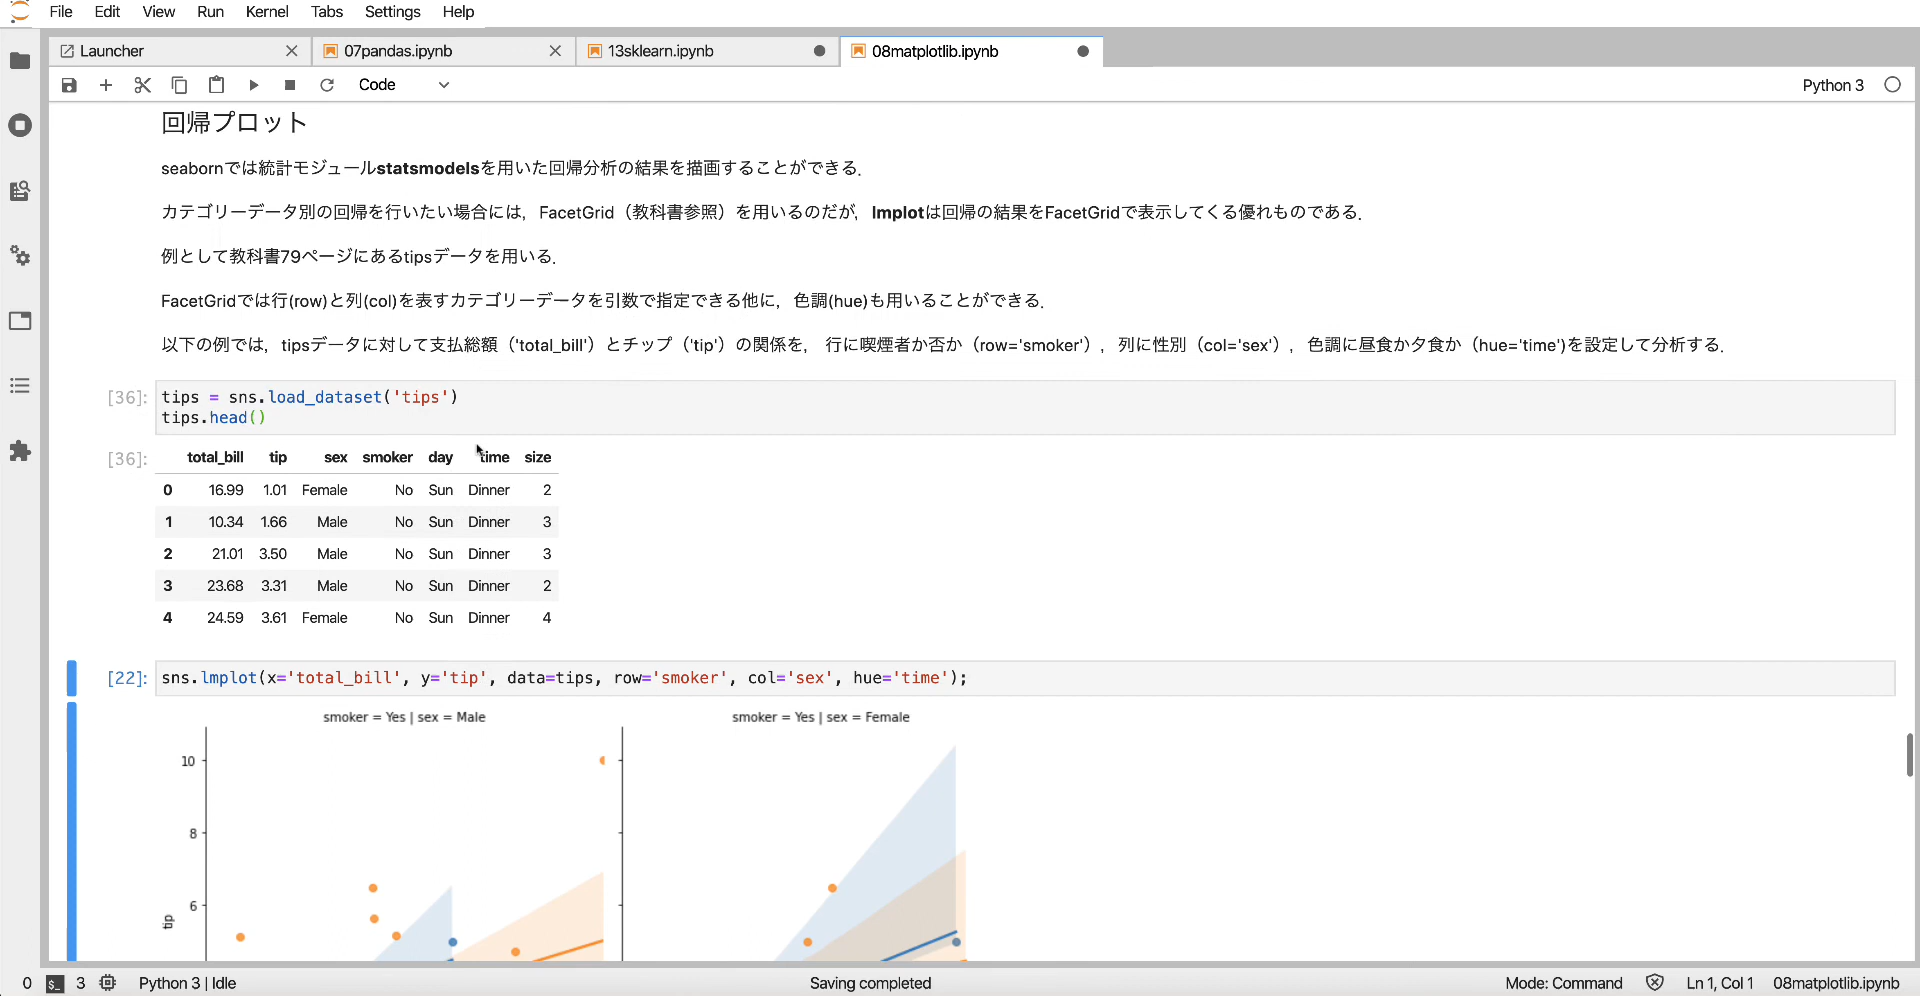 File Edit View Run Kernel Tabs Settings Help
Launcher 07pandas.ipynb 13sklearn.ipynb 08matplotlib.ipynb
Code Python 3
回帰プロット
seabornでは統計モジュールstatsmodelsを用いた回帰分析の結果を描画することができる．
カテゴリーデータ別の回帰を行いたい場合には，FacetGrid（教科書参照）を用いるのだが，lmplotは回帰の結果をFacetGridで表示してくる優れものである．
例として教科書79ページにあるtipsデータを用いる．
FacetGridでは行(row)と列(col)を表すカテゴリーデータを引数で指定できる他に，色調(hue)も用いることができる．
以下の例では，tipsデータに対して支払総額（'total_bill'）とチップ（'tip'）の関係を， 行に喫煙者か否か（row='smoker'），列に性別（col='sex'），色調に昼食か夕食か（hue='time')を設定して分析する．
[36]: tips = sns.load_dataset('tips')
tips.head()
[36]: total_bill tip sex smoker day time size
0 16.99 1.01 Female No Sun Dinner 2
1 10.34 1.66 Male No Sun Dinner 3
2 21.01 3.50 Male No Sun Dinner 3
3 23.68 3.31 Male No Sun Dinner 2
4 24.59 3.61 Female No Sun Dinner 4
[22]: sns.lmplot(x='total_bill', y='tip', data=tips, row='smoker', col='sex', hue='time');
smoker = Yes | sex = Male smoker = Yes | sex = Female
10
8
6
tip
0 $_ 3 Python 3 | Idle Saving completed Mode: Command Ln 1, Col 1 08matplotlib.ipynb